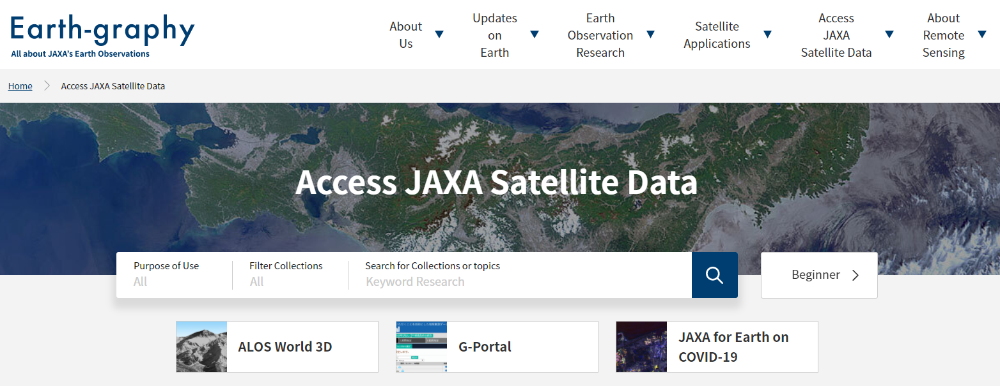 Earth-graphy
All about JAXA's Earth Observations
About
Us
Updates
on
Earth
Earth
Observation
Research
Satellite
Applications
Access
JAXA
Satellite Data
About
Remote
Sensing
Home
Access JAXA Satellite Data
Access JAXA Satellite Data
Purpose of Use
All
Filter Collections
All
Search for Collections or topics
Keyword Research
Beginner
ALOS World 3D
G-Portal
JAXA for Earth on
COVID-19